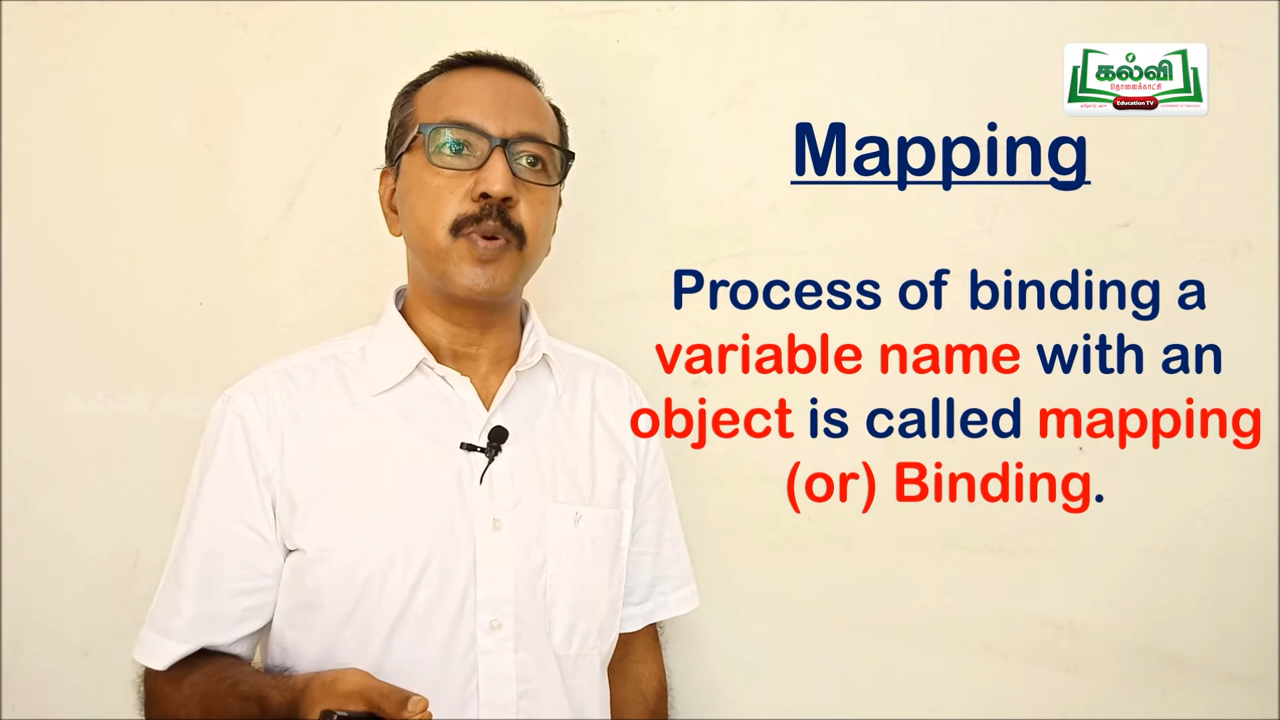 கல்வி
தொலைக்காட்சி
Education TV
Mapping
Process of binding a
variable name with an
object is called mapping
(or) Binding.